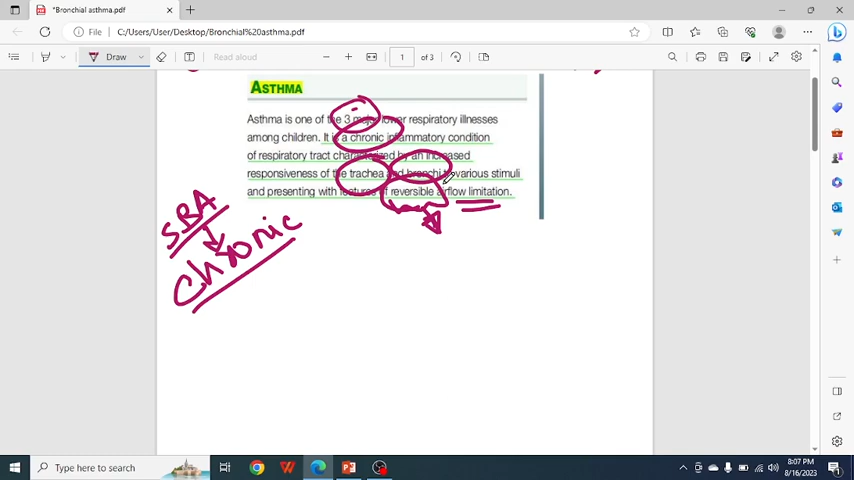 *Bronchial asthma.pdf
File
C:/Users/User/Desktop/Bronchial%20asthma.pdf
Draw
Read aloud
1 of 3
ASTHMA
Asthma is one of the 3 major lower respiratory illnesses
among children. It is a chronic inflammatory condition
of respiratory tract characterized by an increased
responsiveness of the trachea and bronchi to various stimuli
and presenting with features of reversible airflow limitation.
SBA
Chronic
Type here to search
8:07 PM
8/16/2023